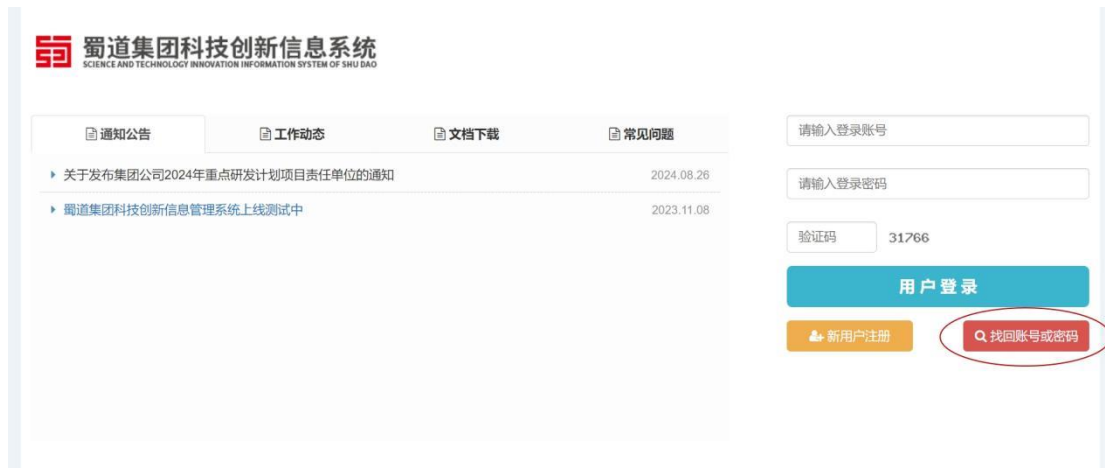 蜀道集团科技创新信息系统
SCIENCE AND TECHNOLOGY INNOVATION INFORMATION SYSTEM OF SHU DAO
通知公告 工作动态 文档下载 常见问题
关于发布集团公司2024年重点研发计划项目责任单位的通知 2024.08.26
蜀道集团科技创新信息管理系统上线测试中 2023.11.08
请输入登录账号
请输入登录密码
验证码 31766
用户登录
新用户注册 找回账号或密码